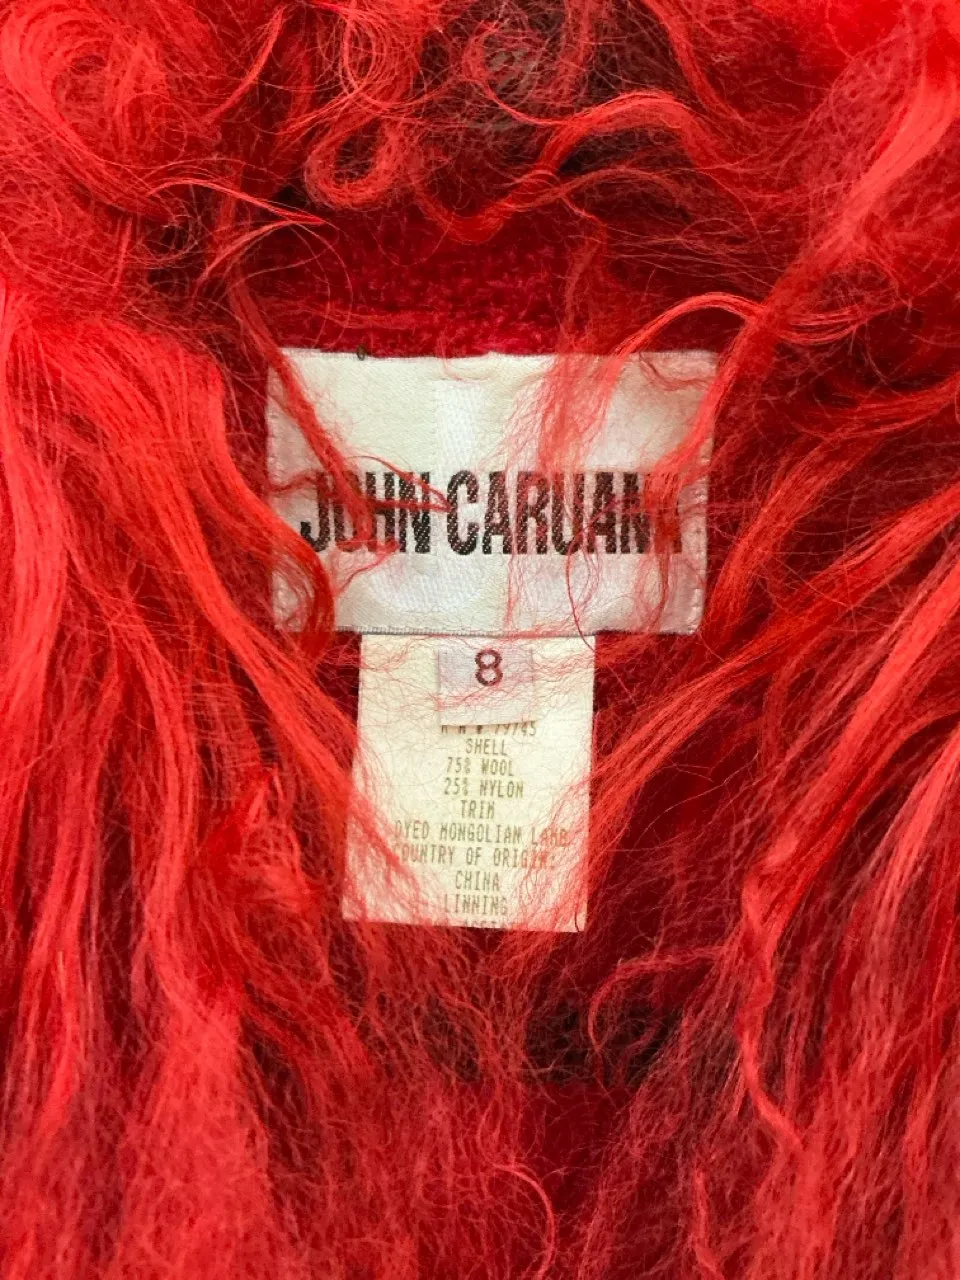 JOHN CARUANA
8
SHELL
75% WOOL
25% NYLON
TRIM
DYED MONGOLIAN LAMB
COUNTRY OF ORIGIN:
CHINA
LINNING